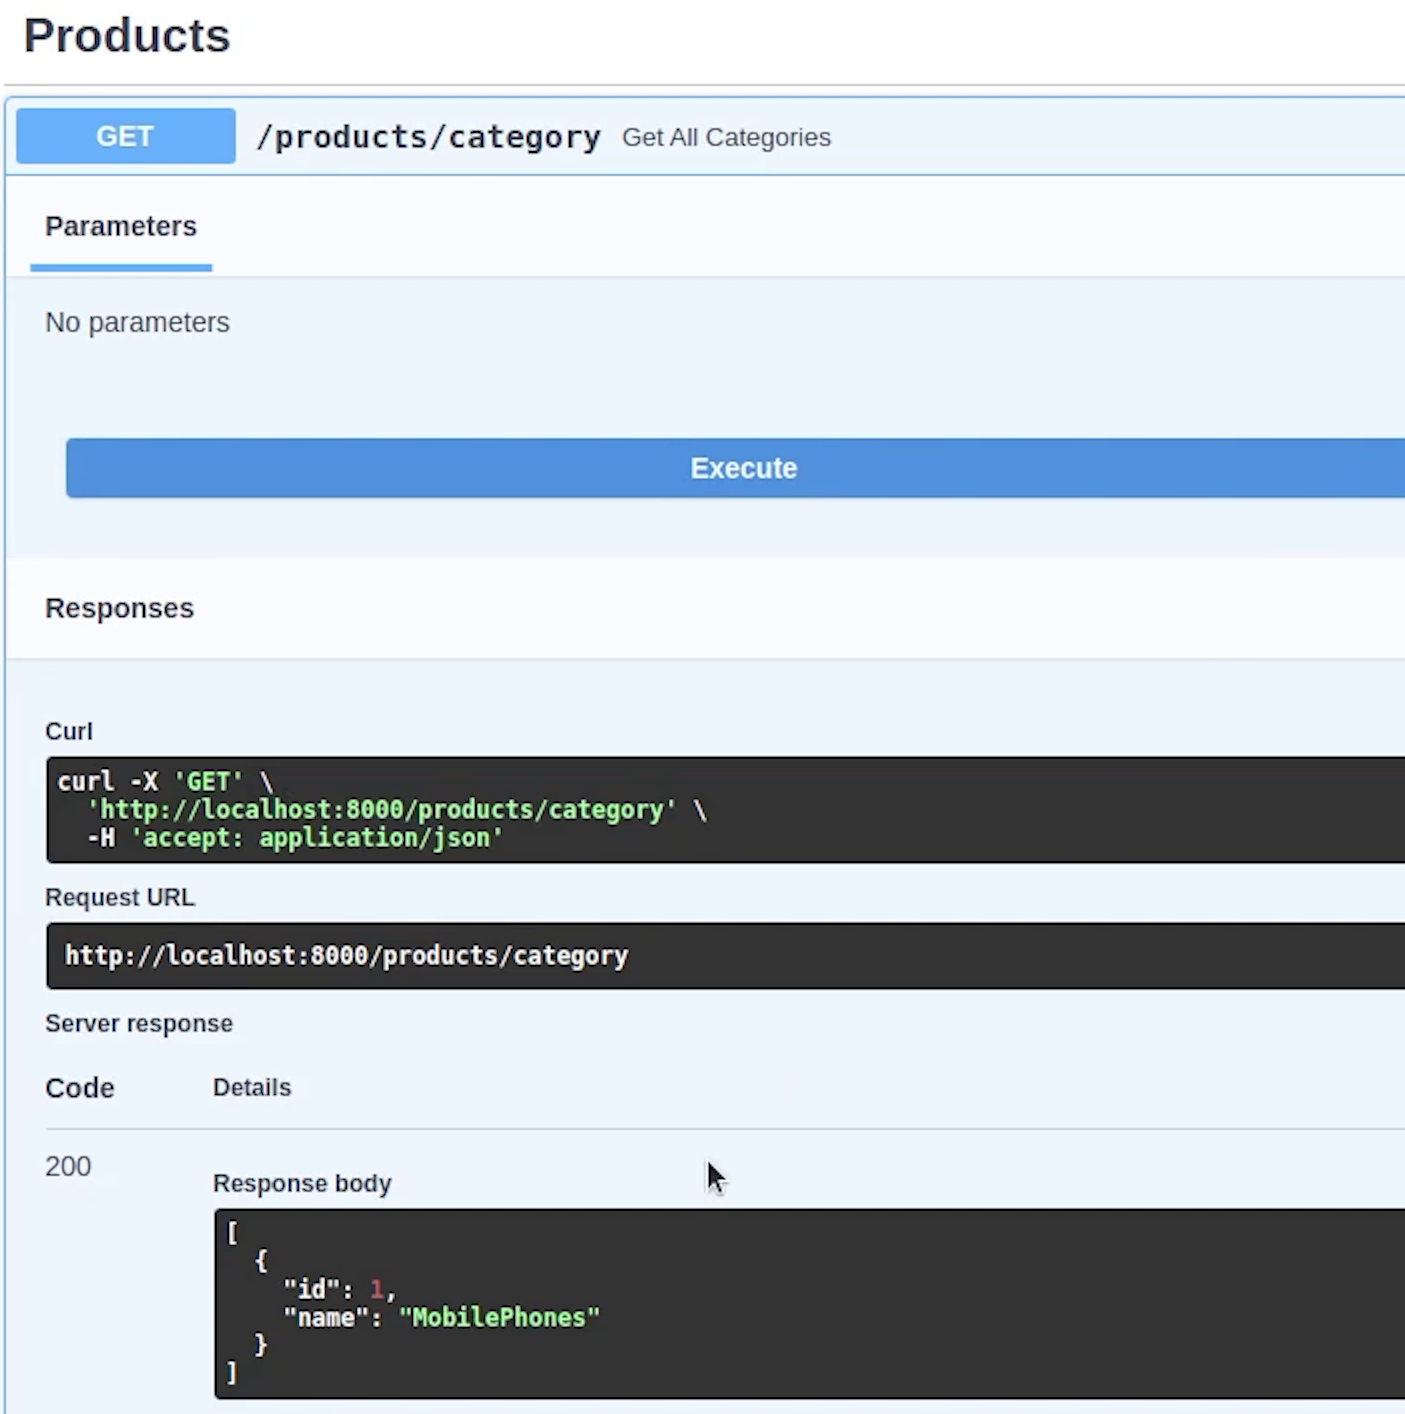 Products
GET /products/category Get All Categories
Parameters
No parameters
Execute
Responses
Curl
curl -X 'GET' \
  'http://localhost:8000/products/category' \
  -H 'accept: application/json'
Request URL
http://localhost:8000/products/category
Server response
Code Details
200
Response body
[
  {
    "id": 1,
    "name": "MobilePhones"
  }
]